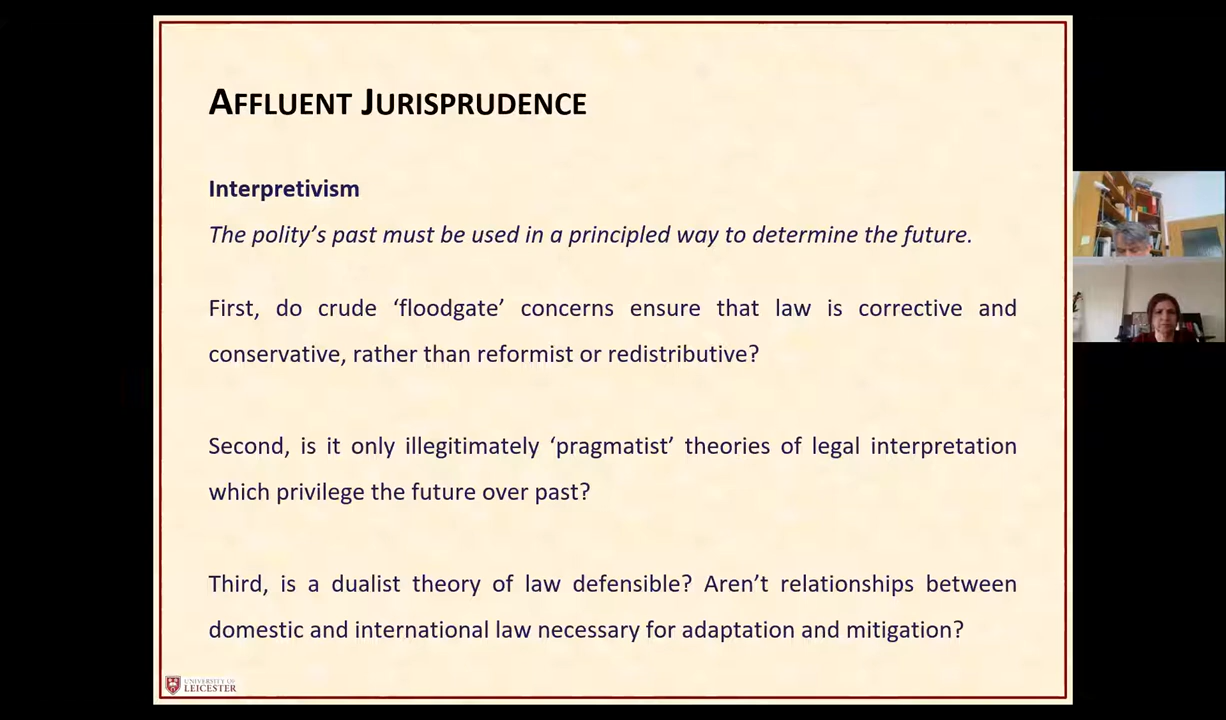 AFFLUENT JURISPRUDENCE
Interpretivism
The polity’s past must be used in a principled way to determine the future.
First, do crude ‘floodgate’ concerns ensure that law is corrective and
conservative, rather than reformist or redistributive?
Second, is it only illegitimately ‘pragmatist’ theories of legal interpretation
which privilege the future over past?
Third, is a dualist theory of law defensible? Aren’t relationships between
domestic and international law necessary for adaptation and mitigation?
UNIVERSITY OF
LEICESTER